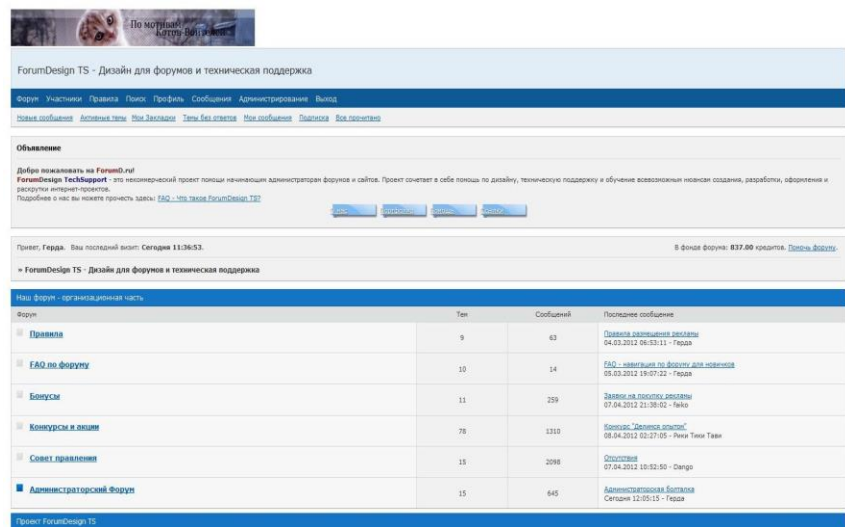 По мотивам
Котов-Воителей
ForumDesign TS - Дизайн для форумов и техническая поддержка
Форум Участники Правила Поиск Профиль Сообщения Администрирование Выход
Новые сообщения Активные темы Мои Закладки Темы без ответов Мои сообщения Подписка Все прочитано
Объявление
Добро пожаловать на ForumD.ru!
ForumDesign TechSupport - это некоммерческий проект помощи начинающим администраторам форумов и сайтов. Проект сочетает в себе помощь по дизайну, техническую поддержку и обучение всевозможным нюансам создания, разработки, оформления и
раскрутки интернет-проектов.
Подробнее о нас вы можете прочесть здесь: FAQ - Что такое ForumDesign TS?
Привет, Герда. Ваш последний визит: Сегодня 11:36:53.
В фонде форума: 837.00 кредитов. Помочь форуму.
» ForumDesign TS - Дизайн для форумов и техническая поддержка
Наш форум - организационная часть
Форум Тем Сообщений Последнее сообщение
Правила 9 63 Правила размещения рекламы
04.03.2012 06:53:11 - Герда
FAQ по форуму 10 14 FAQ - навигация по форуму для новичков
05.03.2012 19:07:22 - Герда
Бонусы 11 259 Заявки на покупку рекламы
07.04.2012 21:38:02 - faiko
Конкурсы и акции 78 1310 Конкурс "Делимся опытом"
08.04.2012 02:27:05 - Рики Тики Тави
Совет правления 15 2098 Отсутствия
07.04.2012 10:52:50 - Dango
Администраторский Форум 15 645 Администраторская болталка
Сегодня 12:05:15 - Герда
Проект ForumDesign TS